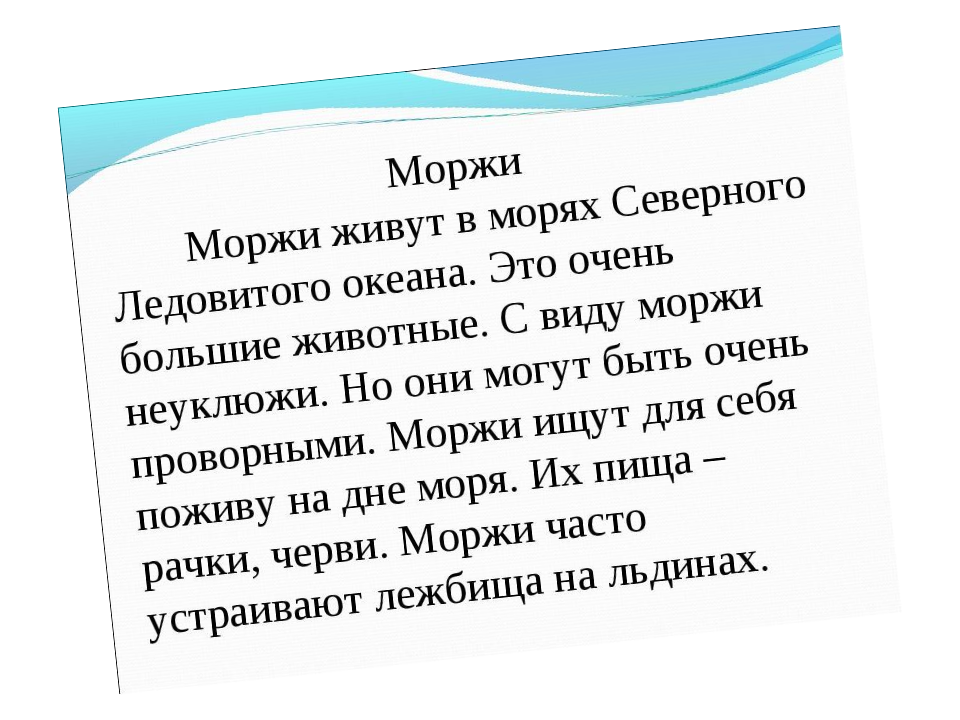 Моржи
Моржи живут в морях Северного
Ледовитого океана. Это очень
большие животные. С виду моржи
неуклюжи. Но они могут быть очень
проворными. Моржи ищут для себя
поживу на дне моря. Их пища –
рачки, черви. Моржи часто
устраивают лежбища на льдинах.